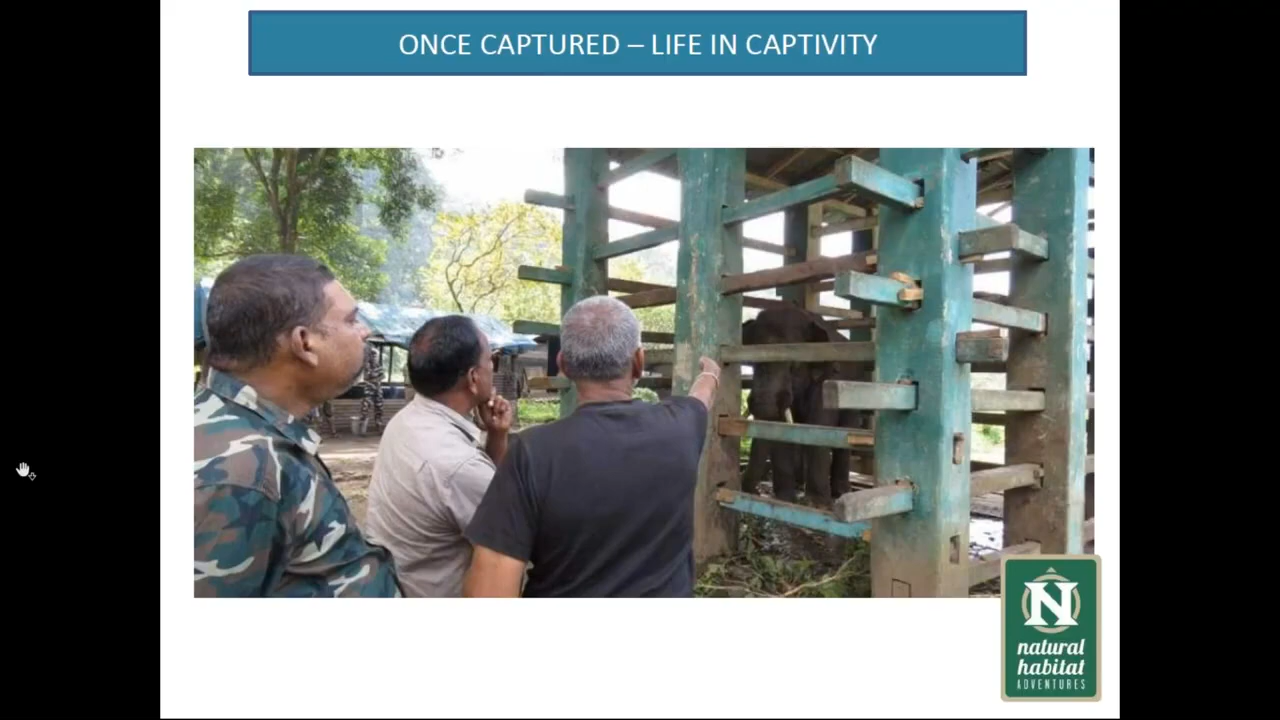 ONCE CAPTURED – LIFE IN CAPTIVITY
N
natural
habitat
ADVENTURES